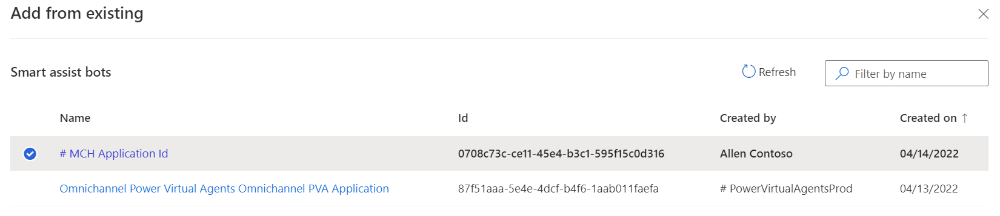 Add from existing
Smart assist bots
Refresh
Filter by name
Name Id Created by Created on ↑
# MCH Application Id 0708c73c-ce11-45e4-b3c1-595f15c0d316 Allen Contoso 04/14/2022
Omnichannel Power Virtual Agents Omnichannel PVA Application 87f51aaa-5e4e-4dcf-b4f6-1aab011faefa # PowerVirtualAgentsProd 04/13/2022